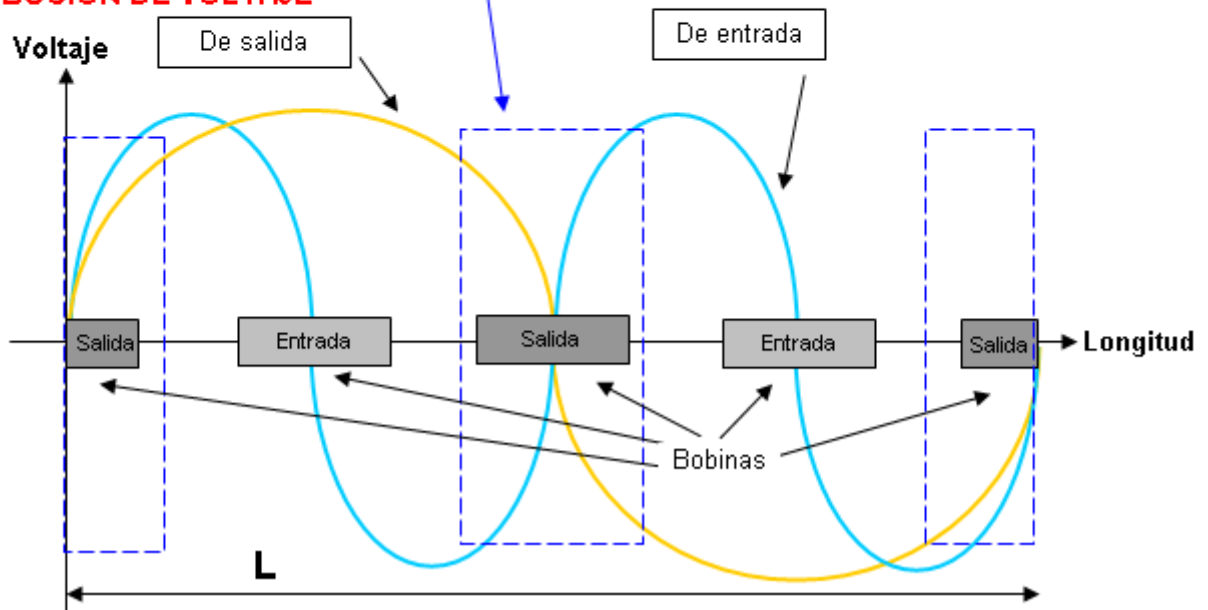 De salida
De entrada
Voltaje
Salida
Entrada
Salida
Entrada
Salida
Longitud
Bobinas
L